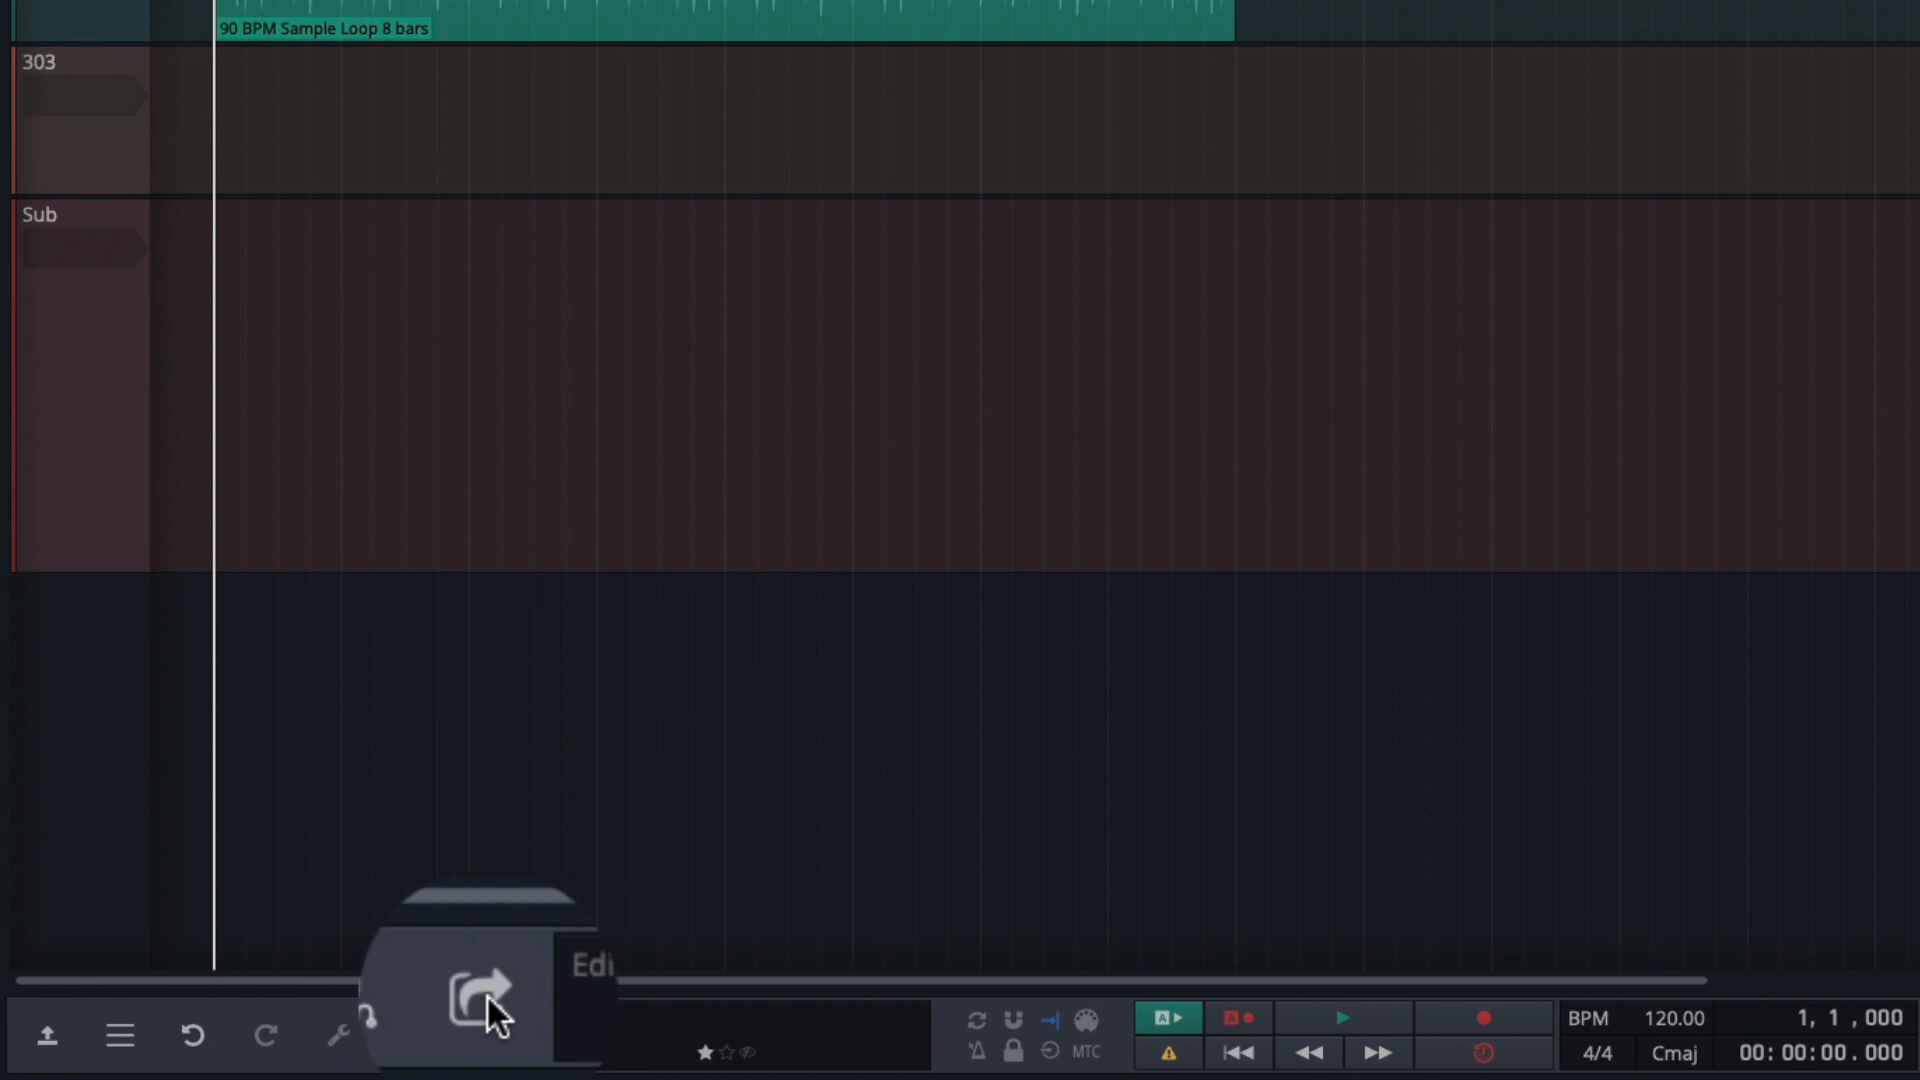 90 BPM Sample Loop 8 bars
303
Sub
Edi
MTC
A
A
BPM 120.00
1, 1 , 000
4/4 Cmaj
00: 00: 00 . 000